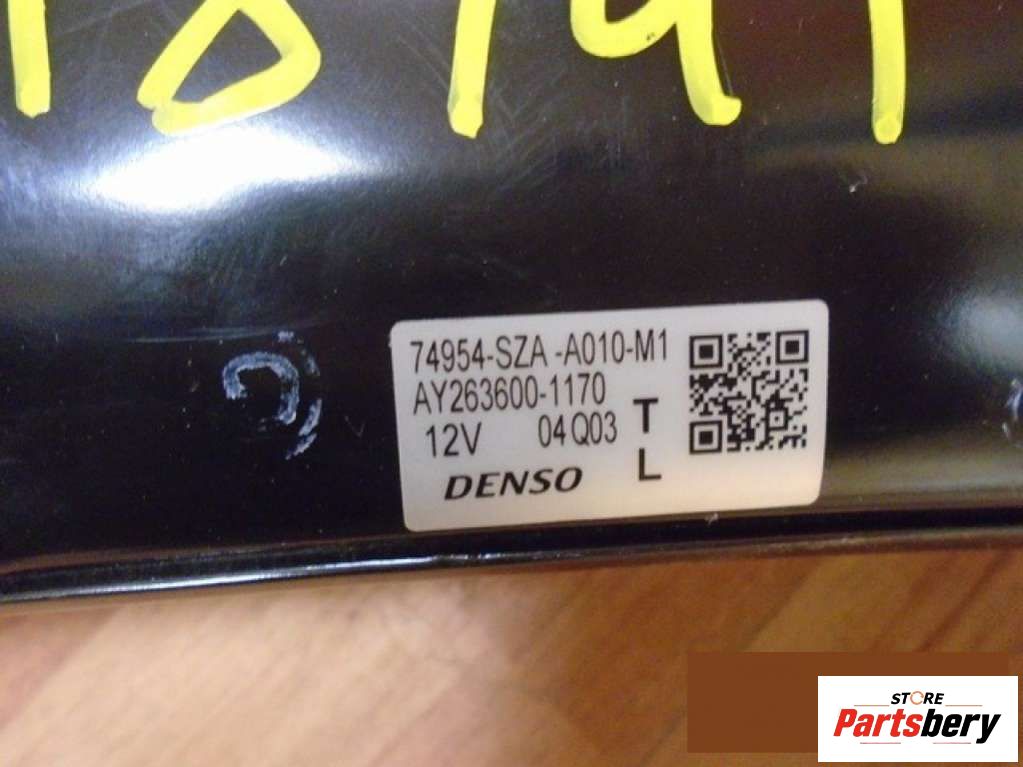 74954-SZA -A010-M1
AY263600-1170
12V 04Q03 T
DENSO L
STORE
Partsbery